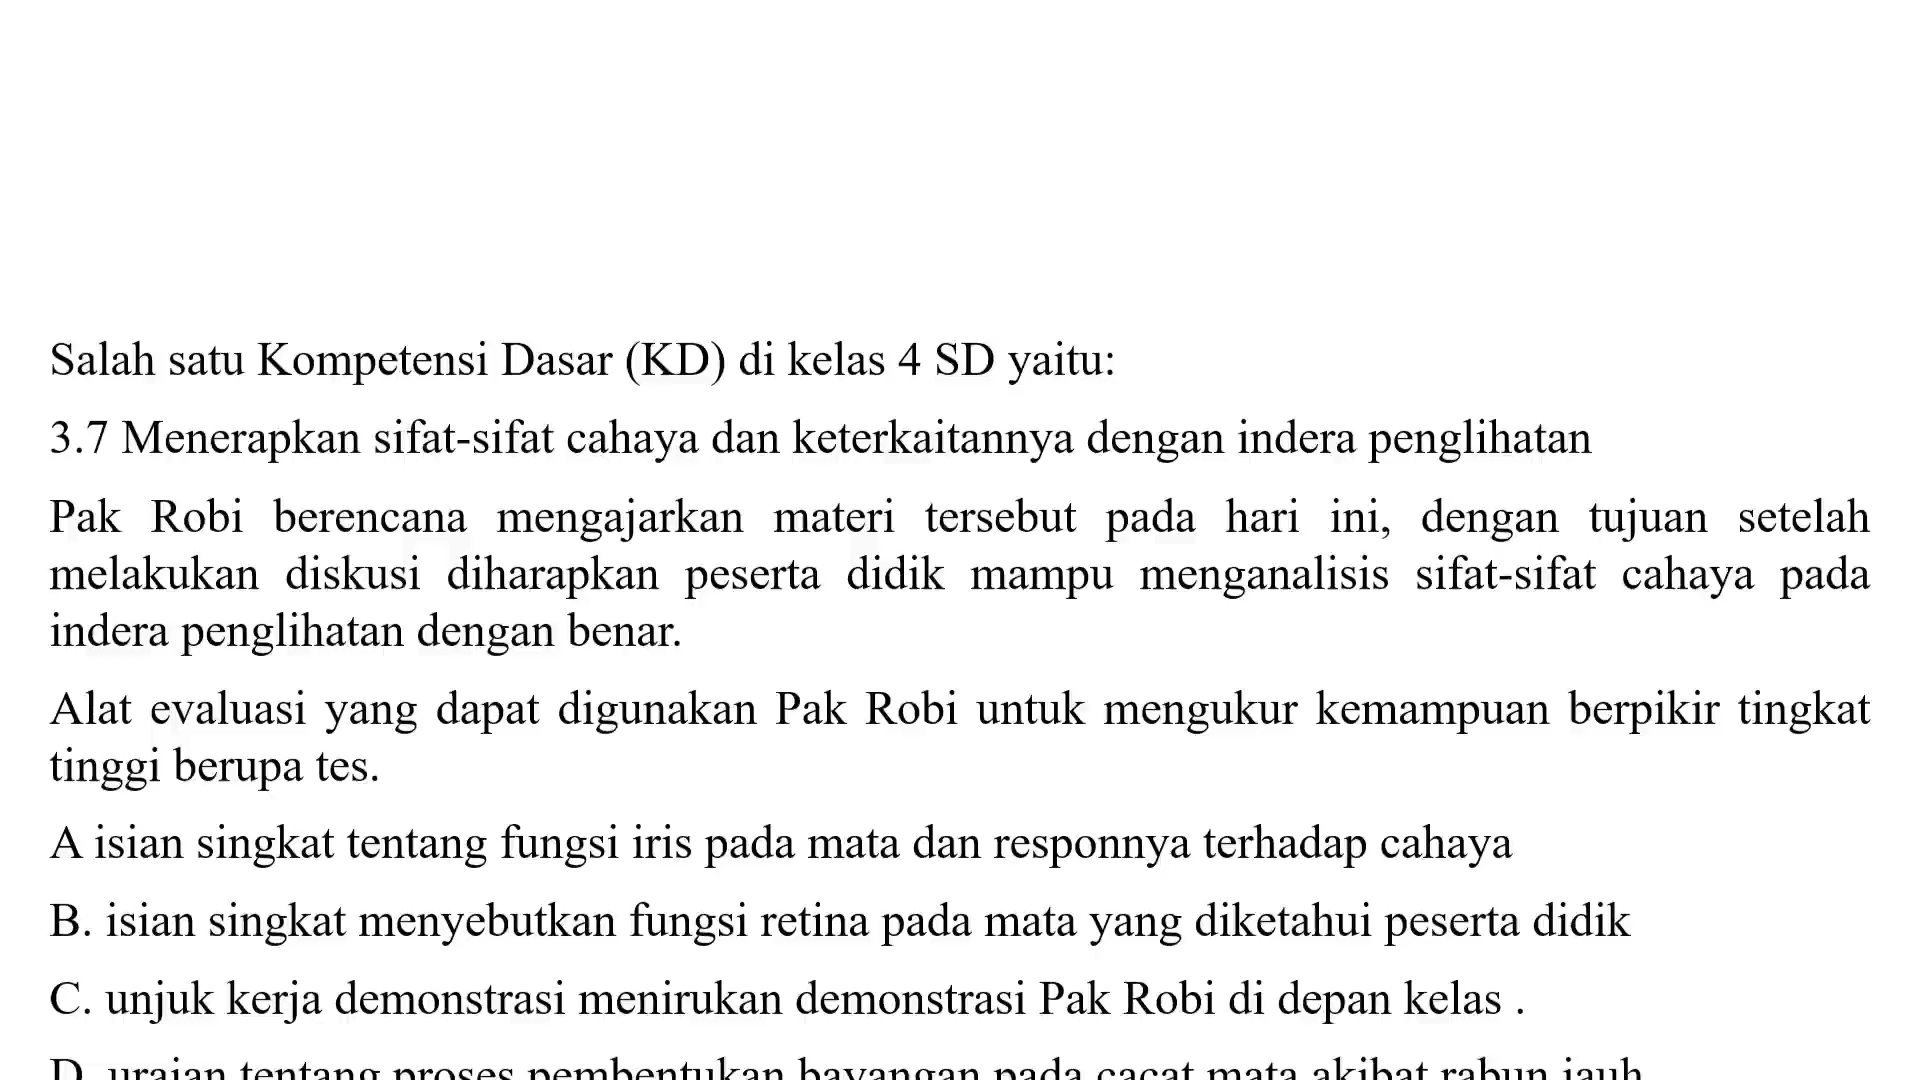 Salah satu Kompetensi Dasar (KD) di kelas 4 SD yaitu:
3.7 Menerapkan sifat-sifat cahaya dan keterkaitannya dengan indera penglihatan
Pak Robi berencana mengajarkan materi tersebut pada hari ini, dengan tujuan setelah
melakukan diskusi diharapkan peserta didik mampu menganalisis sifat-sifat cahaya pada
indera penglihatan dengan benar.
Alat evaluasi yang dapat digunakan Pak Robi untuk mengukur kemampuan berpikir tingkat
tinggi berupa tes.
A isian singkat tentang fungsi iris pada mata dan responnya terhadap cahaya
B. isian singkat menyebutkan fungsi retina pada mata yang diketahui peserta didik
C. unjuk kerja demonstrasi menirukan demonstrasi Pak Robi di depan kelas .
D. uraian tentang proses pembentukan bayangan pada cacat mata akibat rabun jauh